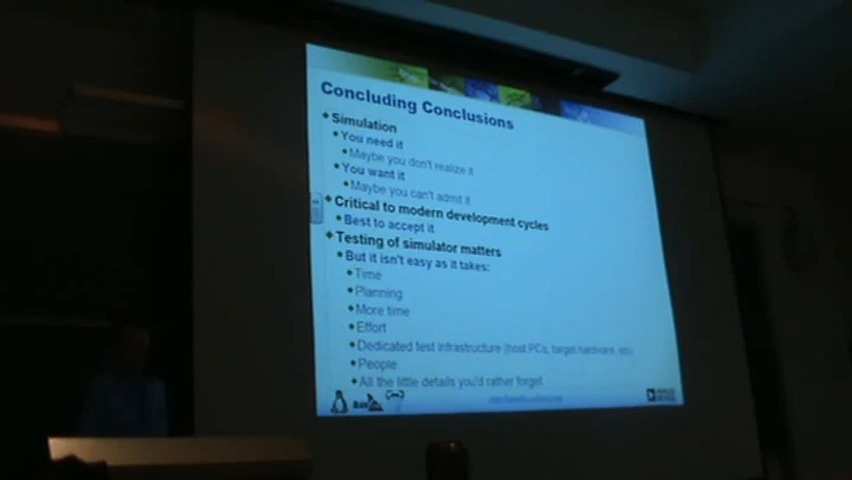 Concluding Conclusions
Simulation
You need it
Maybe you don't realize it
You want it
Maybe you can't admit it
Critical to modern development cycles
Best to accept it
Testing of simulator matters
But it isn't easy as it takes:
Time
Planning
More time
Effort
Dedicated test infrastructure (host PCs, target hardware, etc)
People
All the little details you'd rather forget